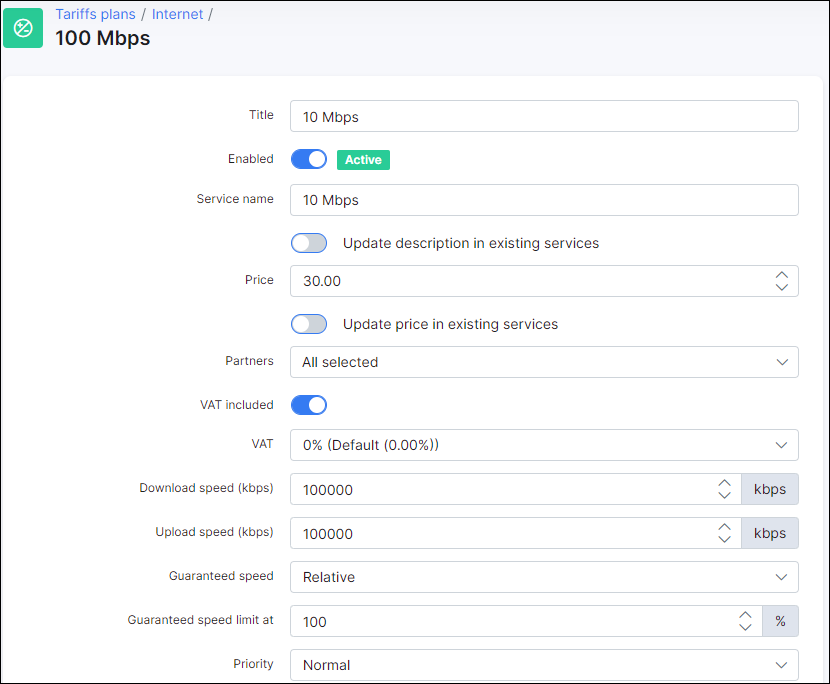 Tariffs plans / Internet /
100 Mbps
Title 10 Mbps
Enabled Active
Service name 10 Mbps
Update description in existing services
Price 30.00
Update price in existing services
Partners All selected
VAT included
VAT 0% (Default (0.00%))
Download speed (kbps) 100000 kbps
Upload speed (kbps) 100000 kbps
Guaranteed speed Relative
Guaranteed speed limit at 100 %
Priority Normal